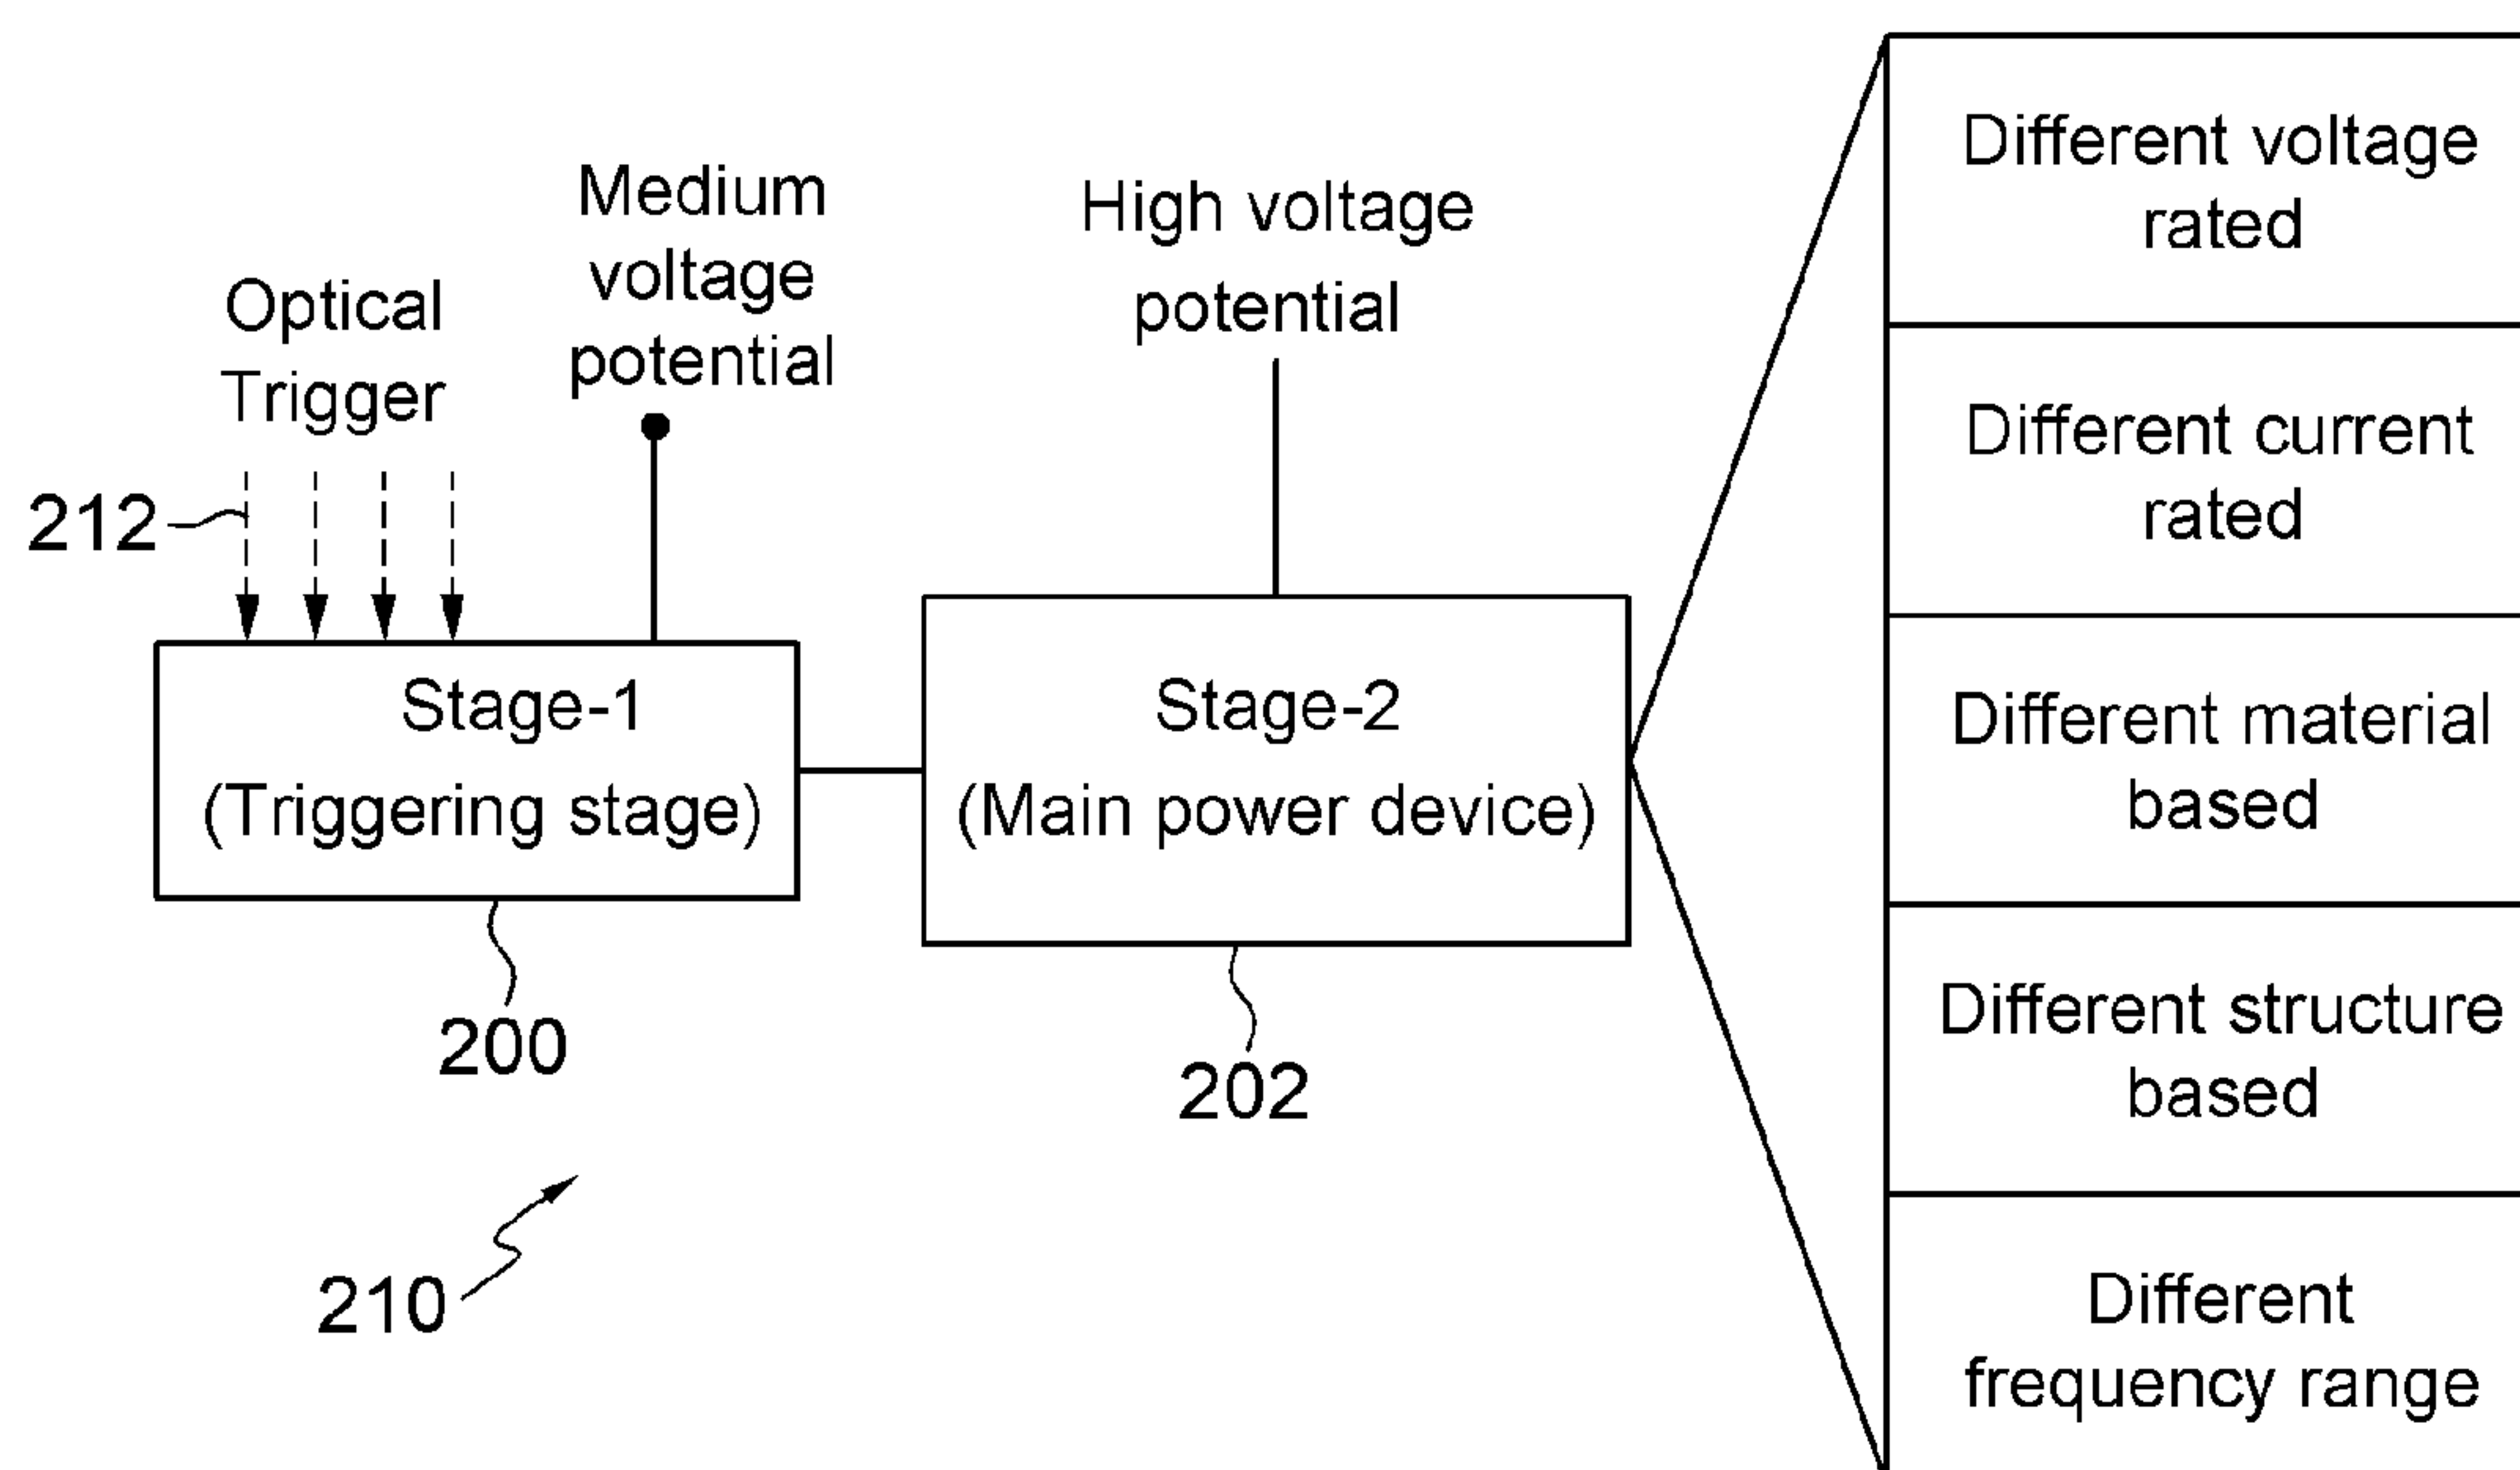 Optical
Trigger
Medium
voltage
potential
High voltage
potential
212
Stage-1
(Triggering stage)
200
Stage-2
(Main power device)
202
210
Different voltage
rated
Different current
rated
Different material
based
Different structure
based
Different
frequency range